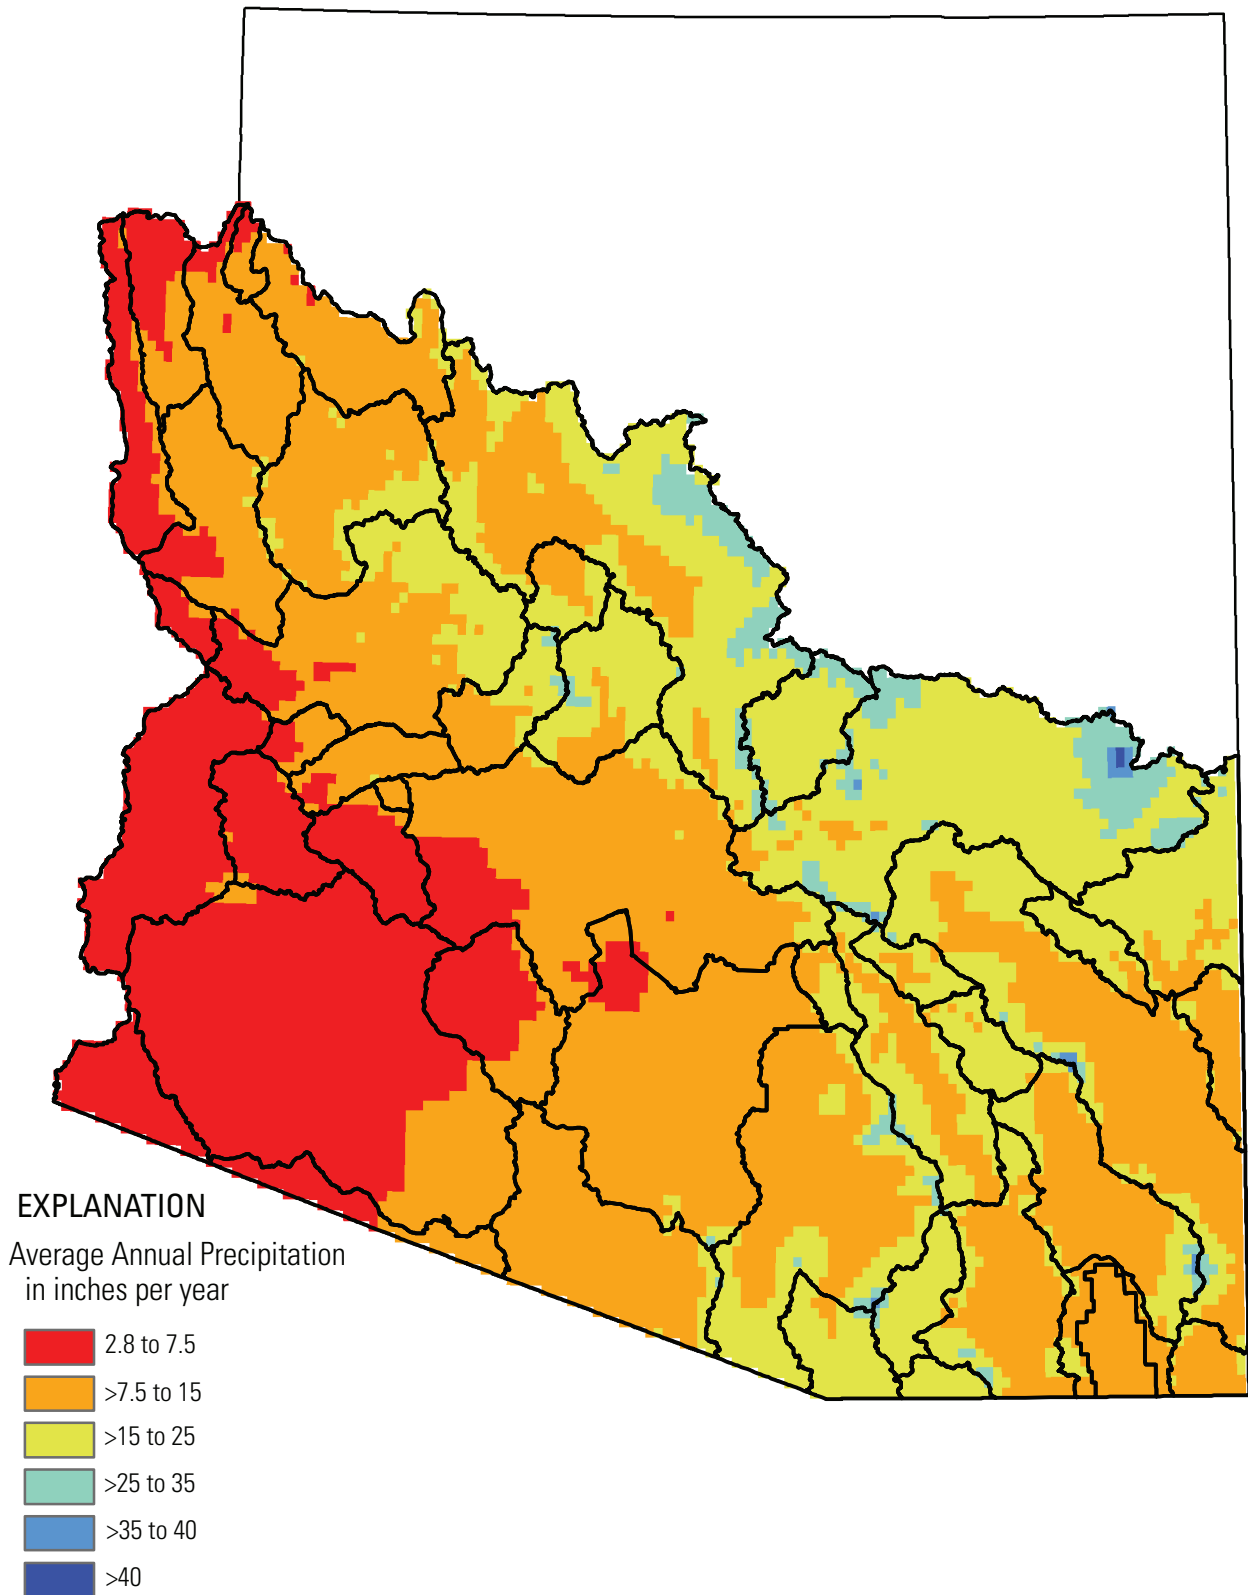 EXPLANATION
Average Annual Precipitation
in inches per year
2.8 to 7.5
>7.5 to 15
>15 to 25
>25 to 35
>35 to 40
>40